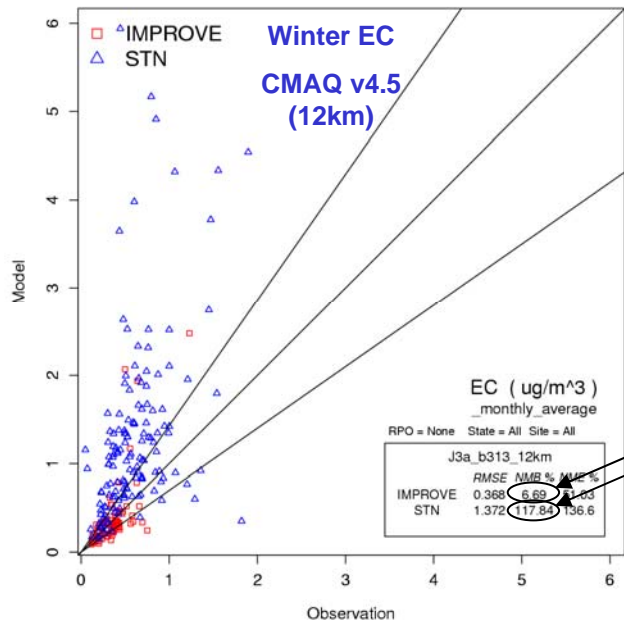 6
5
4
3
2
1
0
Model
IMPROVE
STN
Winter EC
CMAQ v4.5
(12km)
EC ( ug/m^3 )
_monthly_average
RPO = None State = All Site = All
J3a_b313_12km
RMSE NMB % NME %
IMPROVE 0.368 6.69 51.03
STN 1.372 117.84 136.6
0 1 2 3 4 5 6
Observation